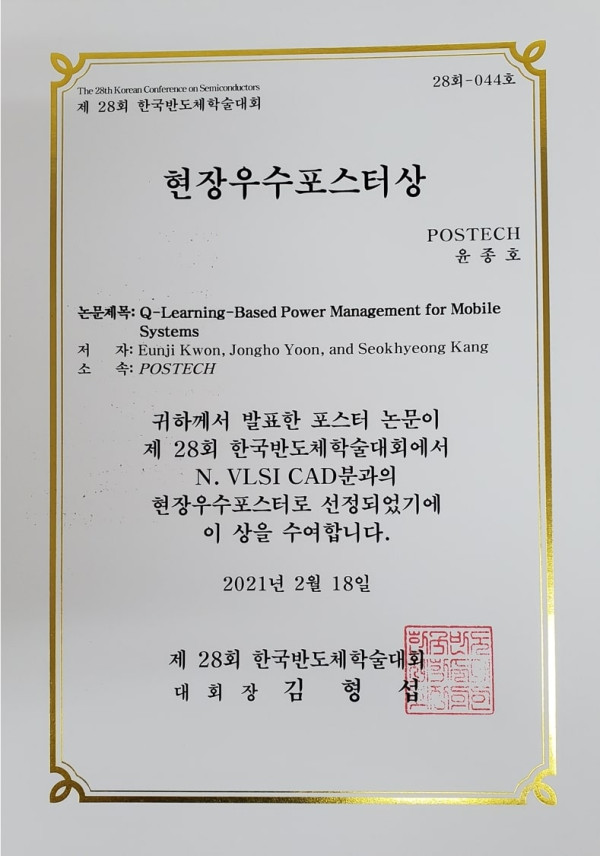 The 28th Korean Conference on Semiconductors
제 28회 한국반도체학술대회
28회-044호
현장우수포스터상
POSTECH
윤종호
논문제목: Q-Learning-Based Power Management for Mobile
Systems
저 자: Eunji Kwon, Jongho Yoon, and Seokhyeong Kang
소 속: POSTECH
귀하께서 발표한 포스터 논문이
제 28회 한국반도체학술대회에서
N. VLSI CAD분과의
현장우수포스터로 선정되었기에
이 상을 수여합니다.
2021년 2월 18일
제 28회 한국반도체학술대회
대 회 장 김 형 섭